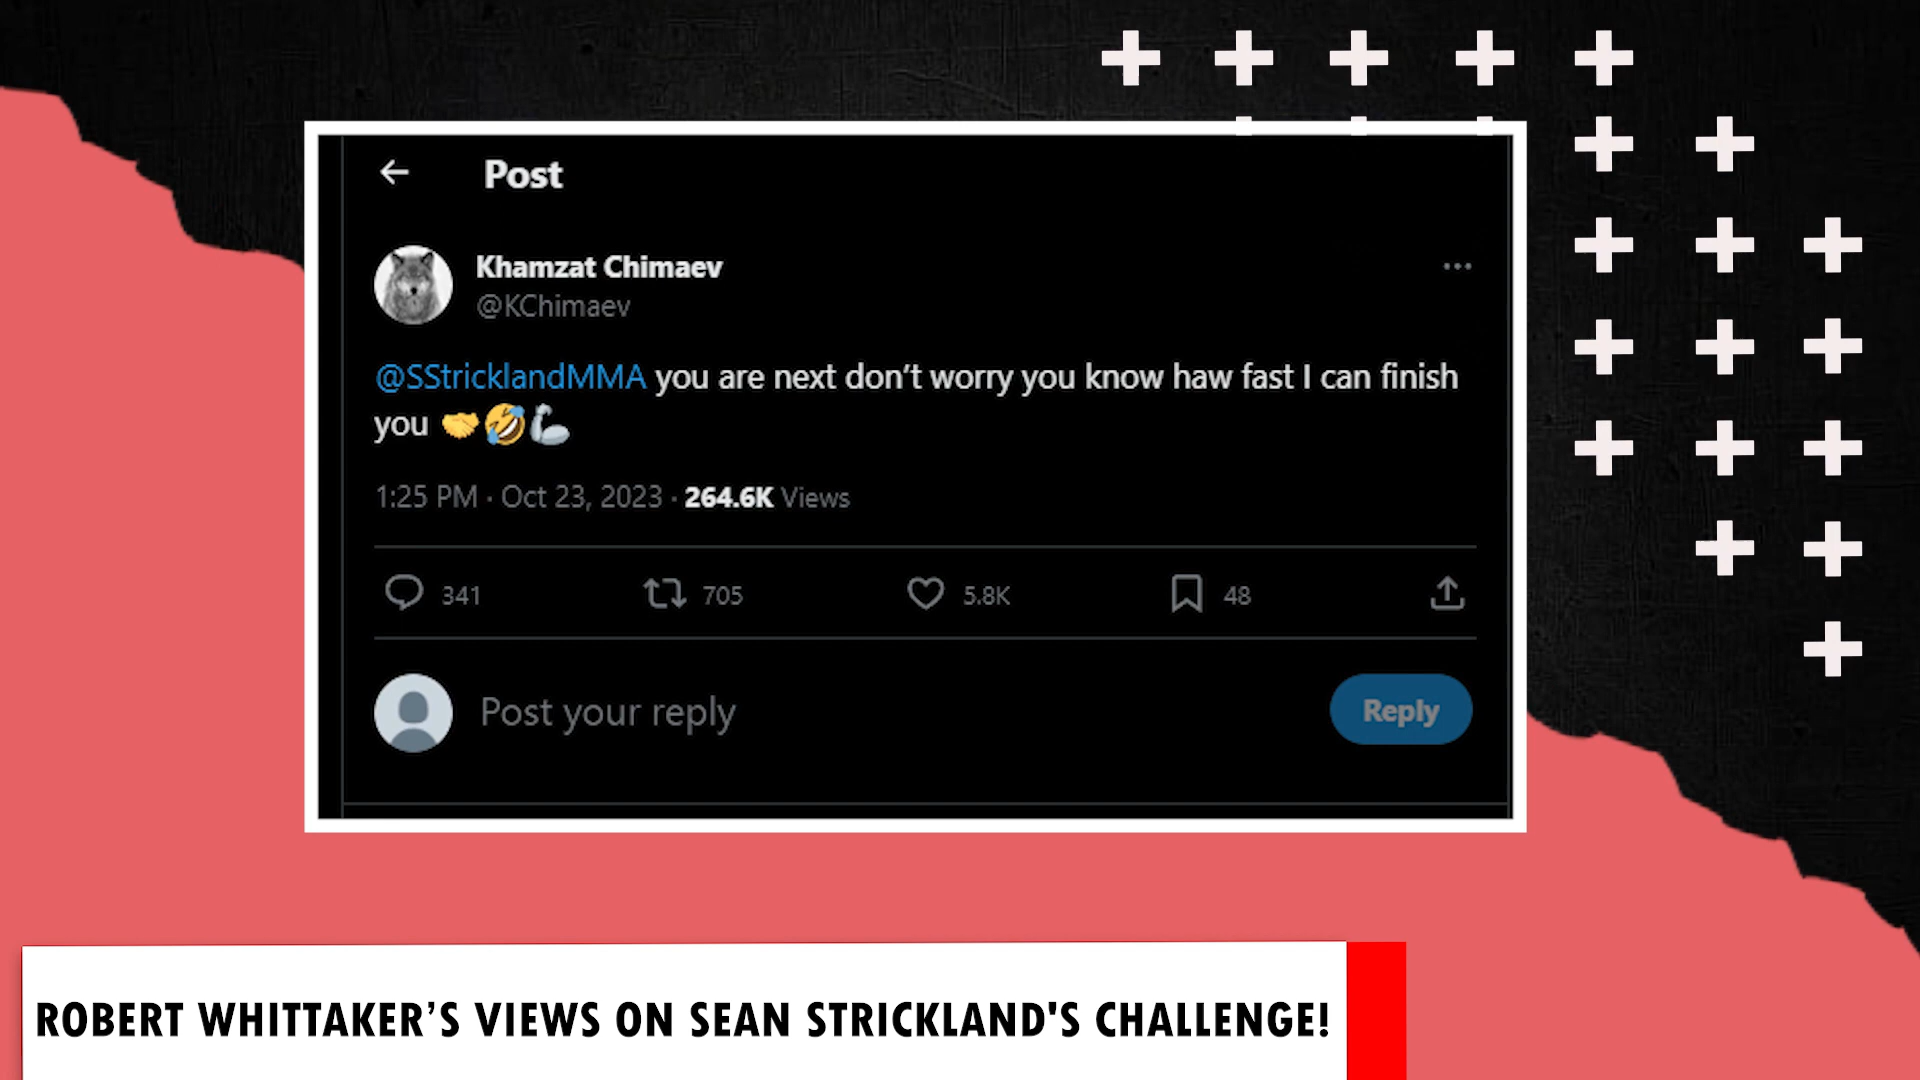 Post
Khamzat Chimaev
@KChimaev
@SStricklandMMA you are next don’t worry you know haw fast I can finish
you 🤝🤣🦾
1:25 PM · Oct 23, 2023 · 264.6K Views
341 705 5.8K 48
Post your reply Reply
ROBERT WHITTAKER’S VIEWS ON SEAN STRICKLAND'S CHALLENGE!